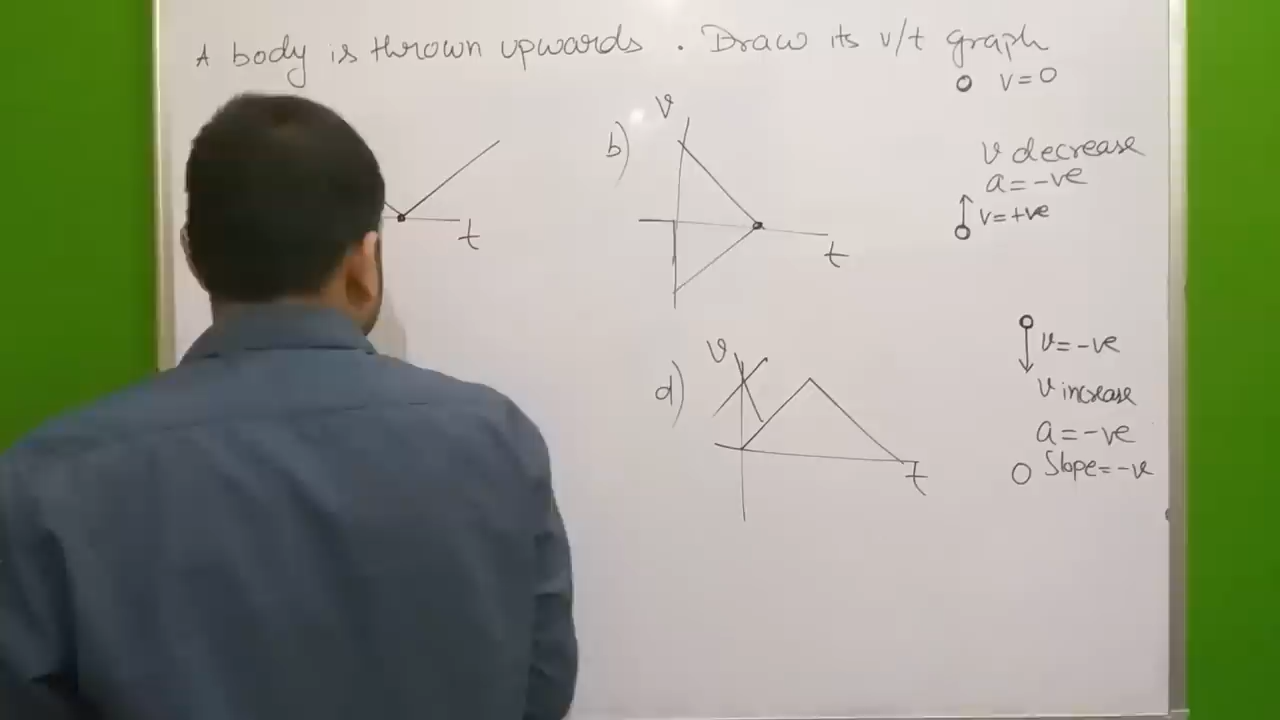 A body is thrown upwards . Draw its v/t graph
v=0
t
b)
v
t
v decrease
a=-ve
v=+ve
d)
v
t
v=-ve
v increase
a=-ve
Slope=-ve